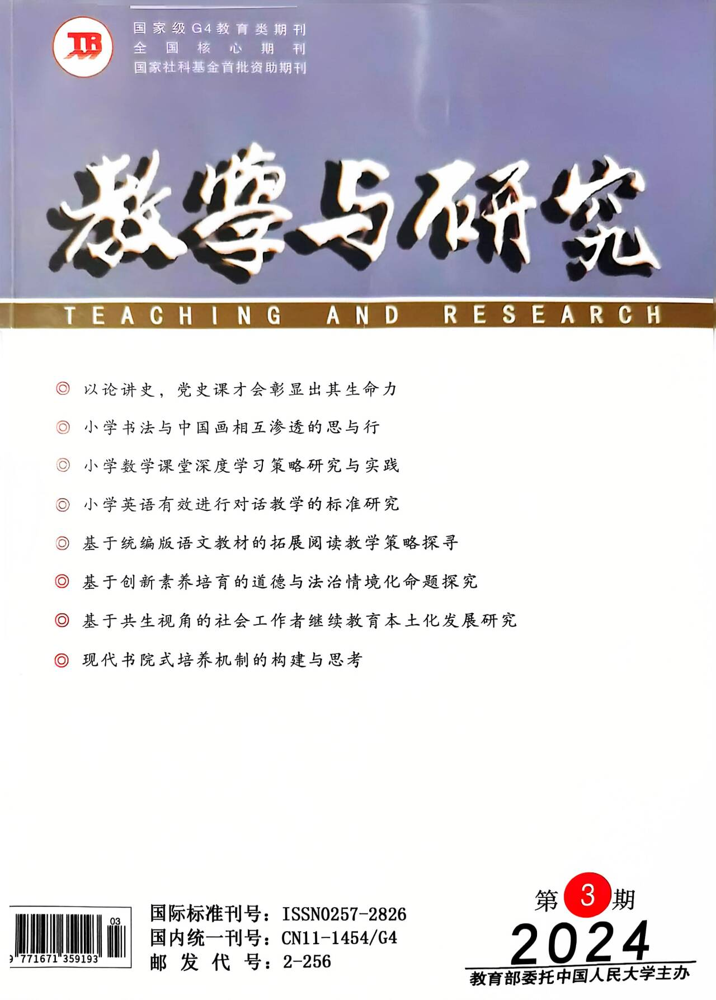 TR
国家级G4教育类期刊
全国核心期刊
国家社科基金首批资助期刊
教学与研究
TEACHING AND RESEARCH
◎ 以论讲史，党史课才会彰显出其生命力
◎ 小学书法与中国画相互渗透的思与行
◎ 小学数学课堂深度学习策略研究与实践
◎ 小学英语有效进行对话教学的标准研究
◎ 基于统编版语文教材的拓展阅读教学策略探寻
◎ 基于创新素养培育的道德与法治情境化命题探究
◎ 基于共生视角的社会工作者继续教育本土化发展研究
◎ 现代书院式培养机制的构建与思考
03
9 771671 359193
国际标准刊号：ISSN0257-2826
国内统一刊号：CN11-1454/G4
邮发代号：2-256
第3期
2024
教育部委托中国人民大学主办